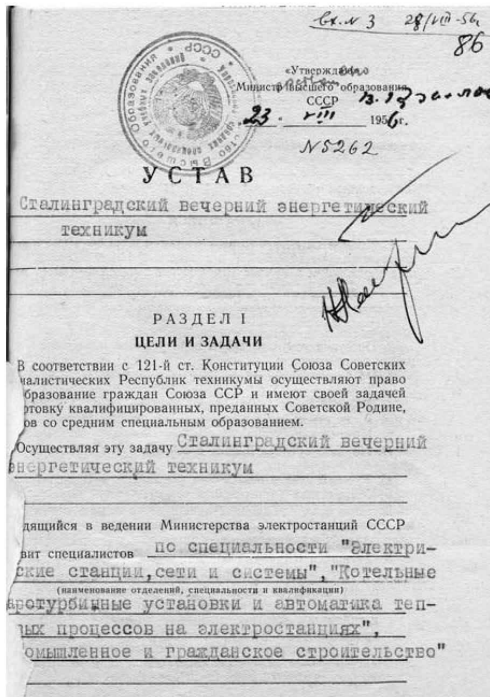 вх. № 3 28/VIII-56
86
«Утверждаю»
Министр высшего образования
СССР
23 VIII 1956 г.
N5262
УСТАВ
Сталинградский вечерний энергетический
техникум
РАЗДЕЛ I
ЦЕЛИ И ЗАДАЧИ
В соответствии с 121-й ст. Конституции Союза Советских
иалистических Республик техникумы осуществляют право
бразование граждан Союза ССР и имеют своей задачей
отовку квалифицированных, преданных Советской Родине,
ов со средним специальным образованием.
Осуществляя эту задачу Сталинградский вечерний
энергетический техникум
дящийся в ведении Министерства электростанций СССР
вит специалистов по специальности "Электри-
ские станции,сети и системы","Котельные
(наименование отделений, специальности и квалификации)
аротурбинные установки и автоматика теп-
вых процессов на электростанциях",
омышленное и гражданское строительство"